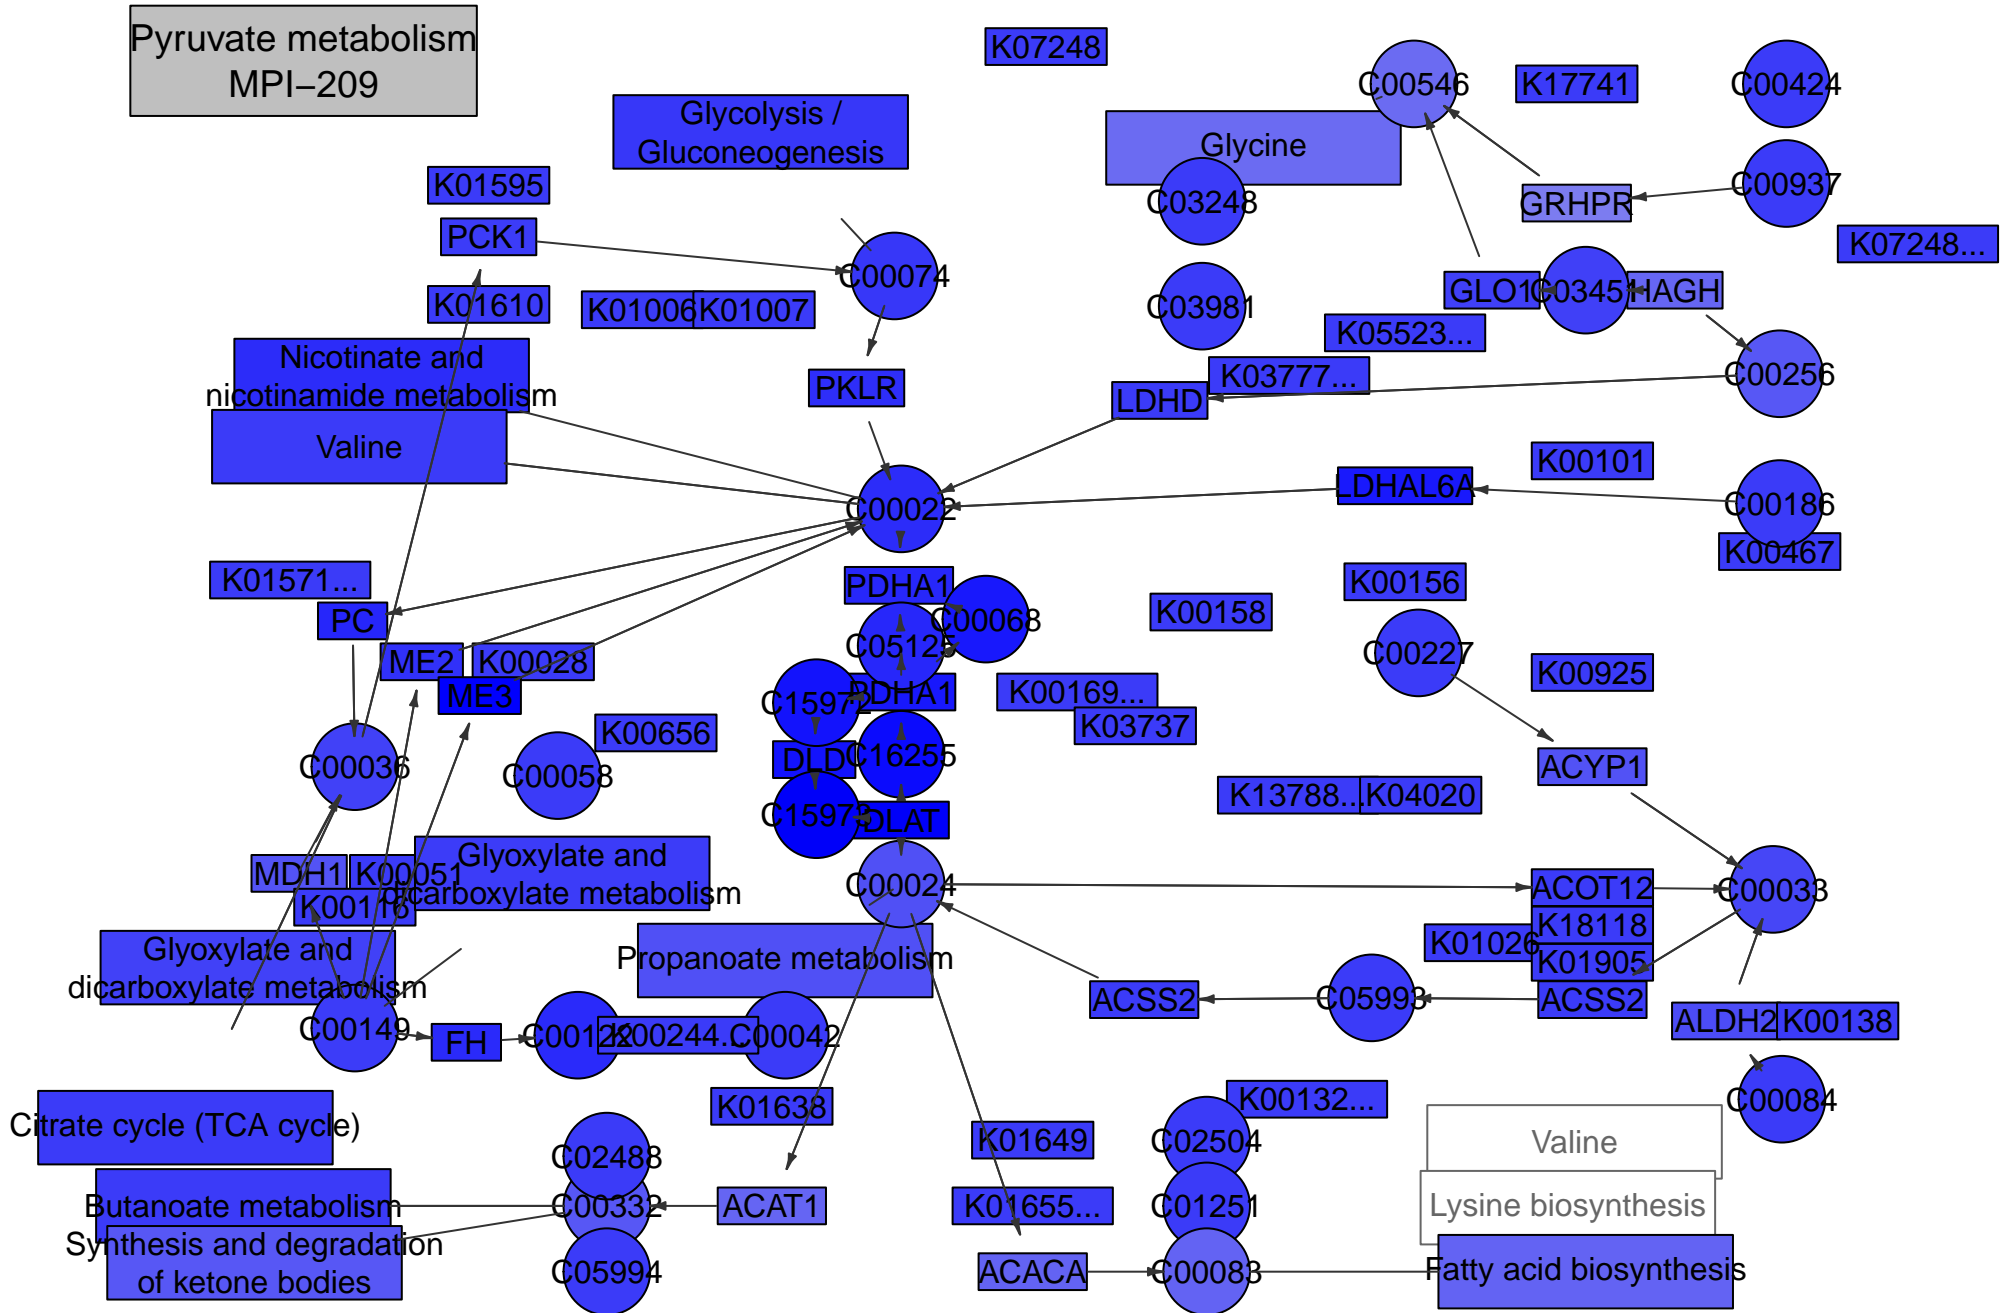 Pyruvate metabolism
MPI−209
K07248
C00546
K17741
C00424
Glycolysis /
Gluconeogenesis
Glycine
K01595
C03248
GRHPR
C00937
PCK1
K07248...
C00074
K01610
K01006
K01007
C03981
GLO1
C03451
HAGH
K05523...
Nicotinate and
nicotinamide metabolism
PKLR
K03777...
C00256
LDHD
Valine
K00101
LDHAL6A
C00186
C00022
K00467
K01571...
PDHA1
K00156
PC
C00068
K00158
ME2
K00028
C05125
C00227
K00925
ME3
C15972
PDHA1
K00169...
K03737
K00656
C00036
C00058
DLD
C16255
ACYP1
K13788...
K04020
C15973
DLAT
MDH1
K00051
Glyoxylate and
dicarboxylate metabolism
C00024
ACOT12
C00033
K00116
K18118
Glyoxylate and
dicarboxylate metabolism
Propanoate metabolism
K01026
K01905
ACSS2
C05993
ACSS2
C00149
FH
C00122
K00244...
C00042
ALDH2
K00138
K01638
K00132...
C00084
Citrate cycle (TCA cycle)
C02488
K01649
C02504
Valine
Butanoate metabolism
C00332
ACAT1
K01655...
C01251
Lysine biosynthesis
Synthesis and degradation
of ketone bodies
C05994
ACACA
C00083
Fatty acid biosynthesis